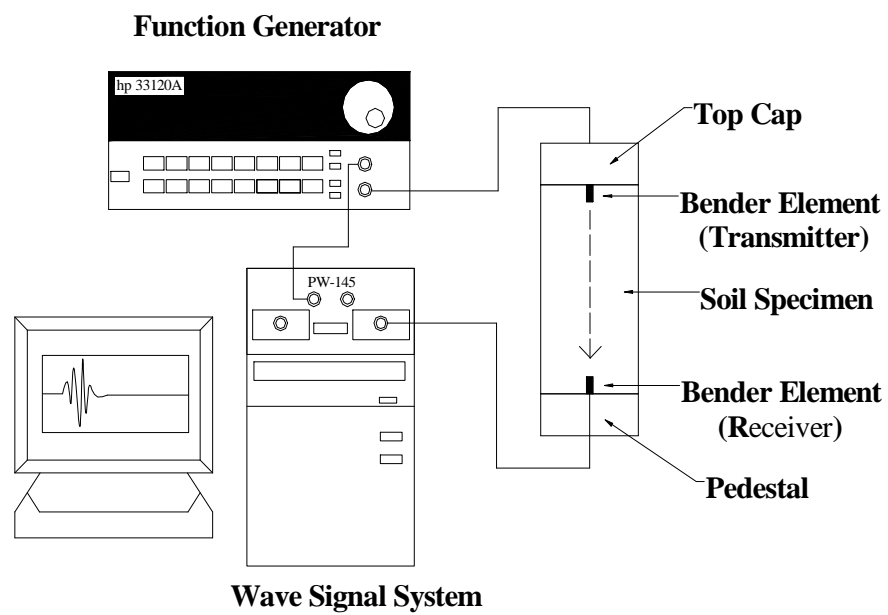 Function Generator
hp 33120A
Top Cap
Bender Element
(Transmitter)
PW-145
Soil Specimen
Bender Element
(Receiver)
Pedestal
Wave Signal System